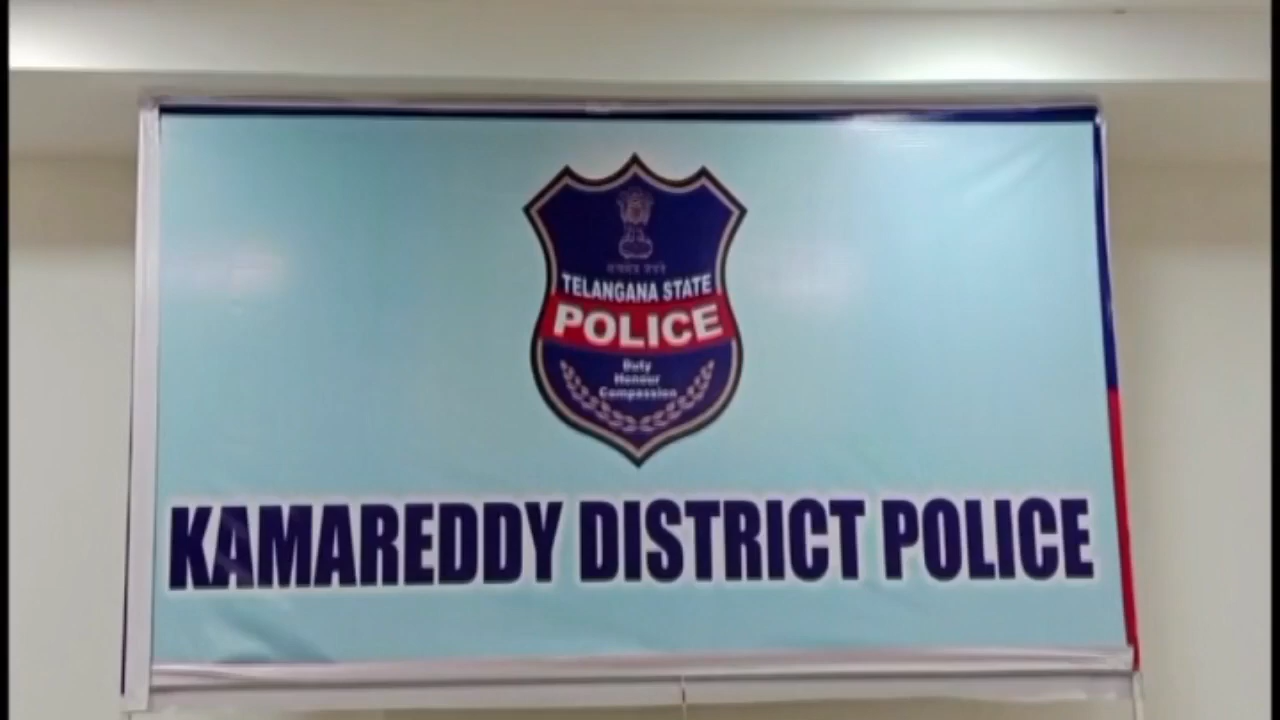 TELANGANA STATE
POLICE
Duty
Honour
Compassion
KAMAREDDY DISTRICT POLICE